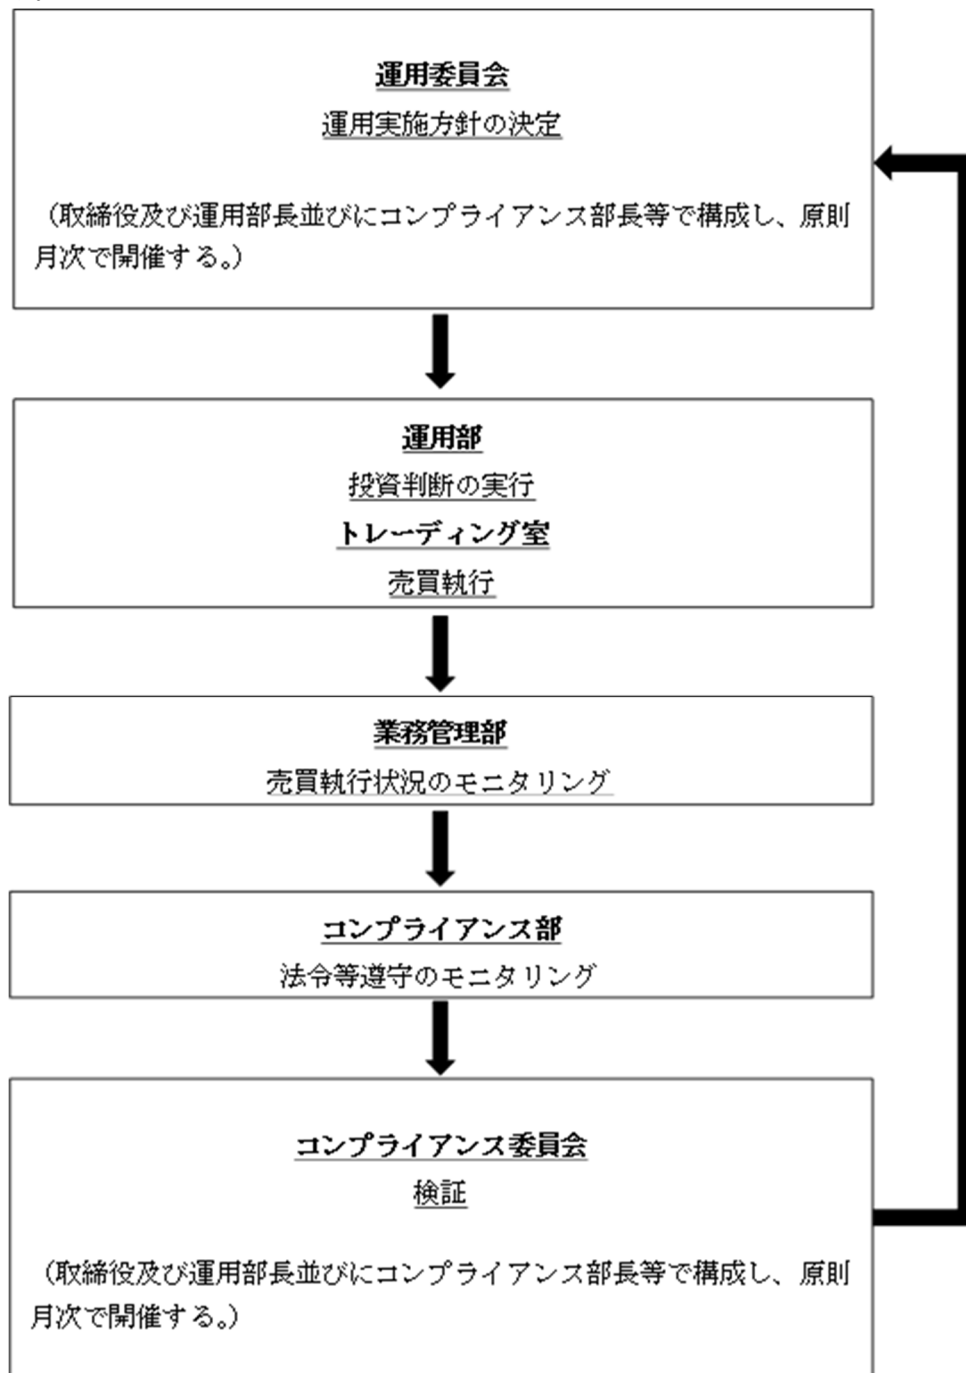 運用委員会
運用実施方針の決定
（取締役及び運用部長並びにコンプライアンス部長等で構成し、原則
月次で開催する。）
運用部
投資判断の実行
トレーディング室
売買執行
業務管理部
売買執行状況のモニタリング
コンプライアンス部
法令等遵守のモニタリング
コンプライアンス委員会
検証
（取締役及び運用部長並びにコンプライアンス部長等で構成し、原則
月次で開催する。）